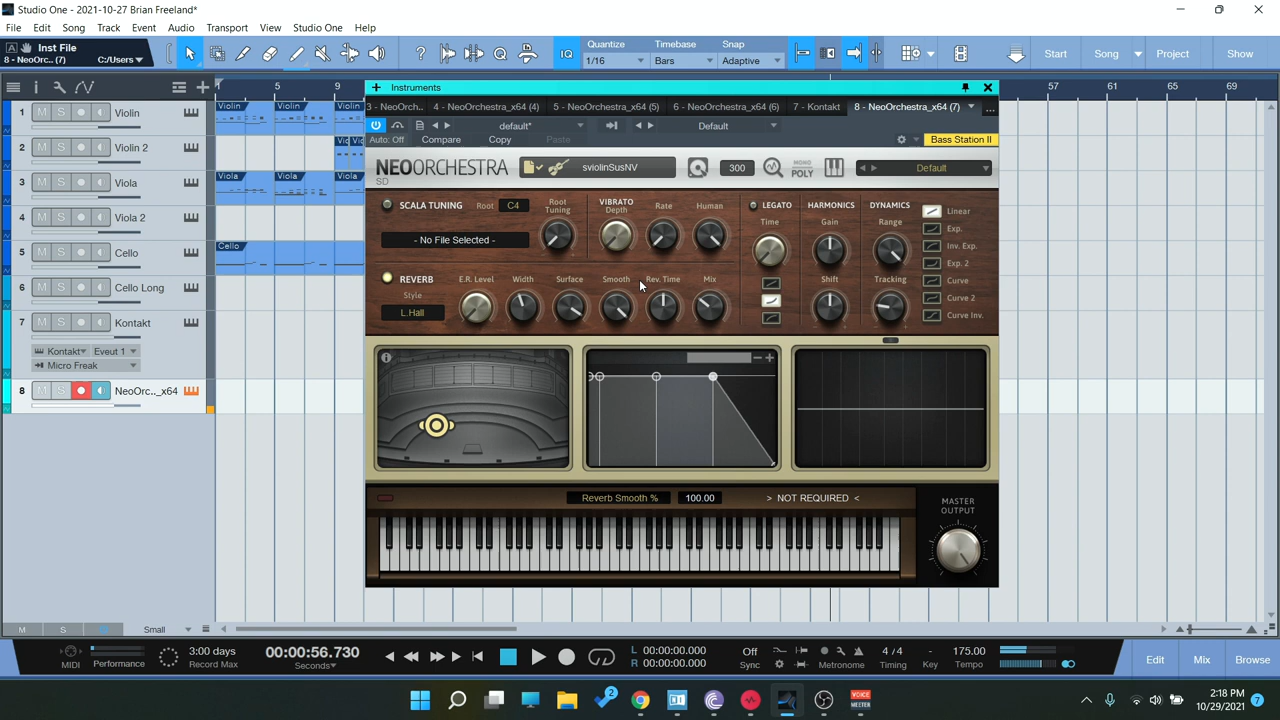 Studio One - 2021-10-27 Brian Freeland*
File Edit Song Track Event Audio Transport View Studio One Help
A Inst File
8 - NeoOrc.. (7) C:/Users
? IQ Quantize Timebase Snap Start Song Project Show
1/16 Bars Adaptive
1 5 9 57 61 65 69
+ Instruments
3 - NeoOrch.. 4 - NeoOrchestra_x64 (4) 5 - NeoOrchestra_x64 (5) 6 - NeoOrchestra_x64 (6) 7 - Kontakt 8 - NeoOrchestra_x64 (7) ...
default* Default
Auto: Off Compare Copy Paste Bass Station II
NEOORCHESTRA sviolinSusNV 300 MONO POLY Default
SD
SCALA TUNING Root C4 Root Tuning VIBRATO Depth Rate Human LEGATO Time HARMONICS Gain DYNAMICS Range Linear
Exp.
- No File Selected - Inv. Exp.
Exp. 2
REVERB E.R. Level Width Surface Smooth Rev. Time Mix Shift Tracking Curve
Style Curve 2
L.Hall Curve Inv.
Reverb Smooth % 100.00 > NOT REQUIRED <
MASTER OUTPUT
1 M S Violin
2 M S Violin 2
3 M S Viola
4 M S Viola 2
5 M S Cello
6 M S Cello Long
7 M S Kontakt
Kontakt Eveut 1
Micro Freak
8 M S NeoOrc.._x64
Violin Violin Violin
Vic Vic
Viola Viola Viola
Cello
M S Small
MIDI Performance 3:00 days Record Max 00:00:56.730 Seconds L 00:00:00.000 R 00:00:00.000 Off Sync Metronome 4 / 4 Timing - Key 175.00 Tempo Edit Mix Browse
2 VOICE MEETER 2:18 PM
10/29/2021 7